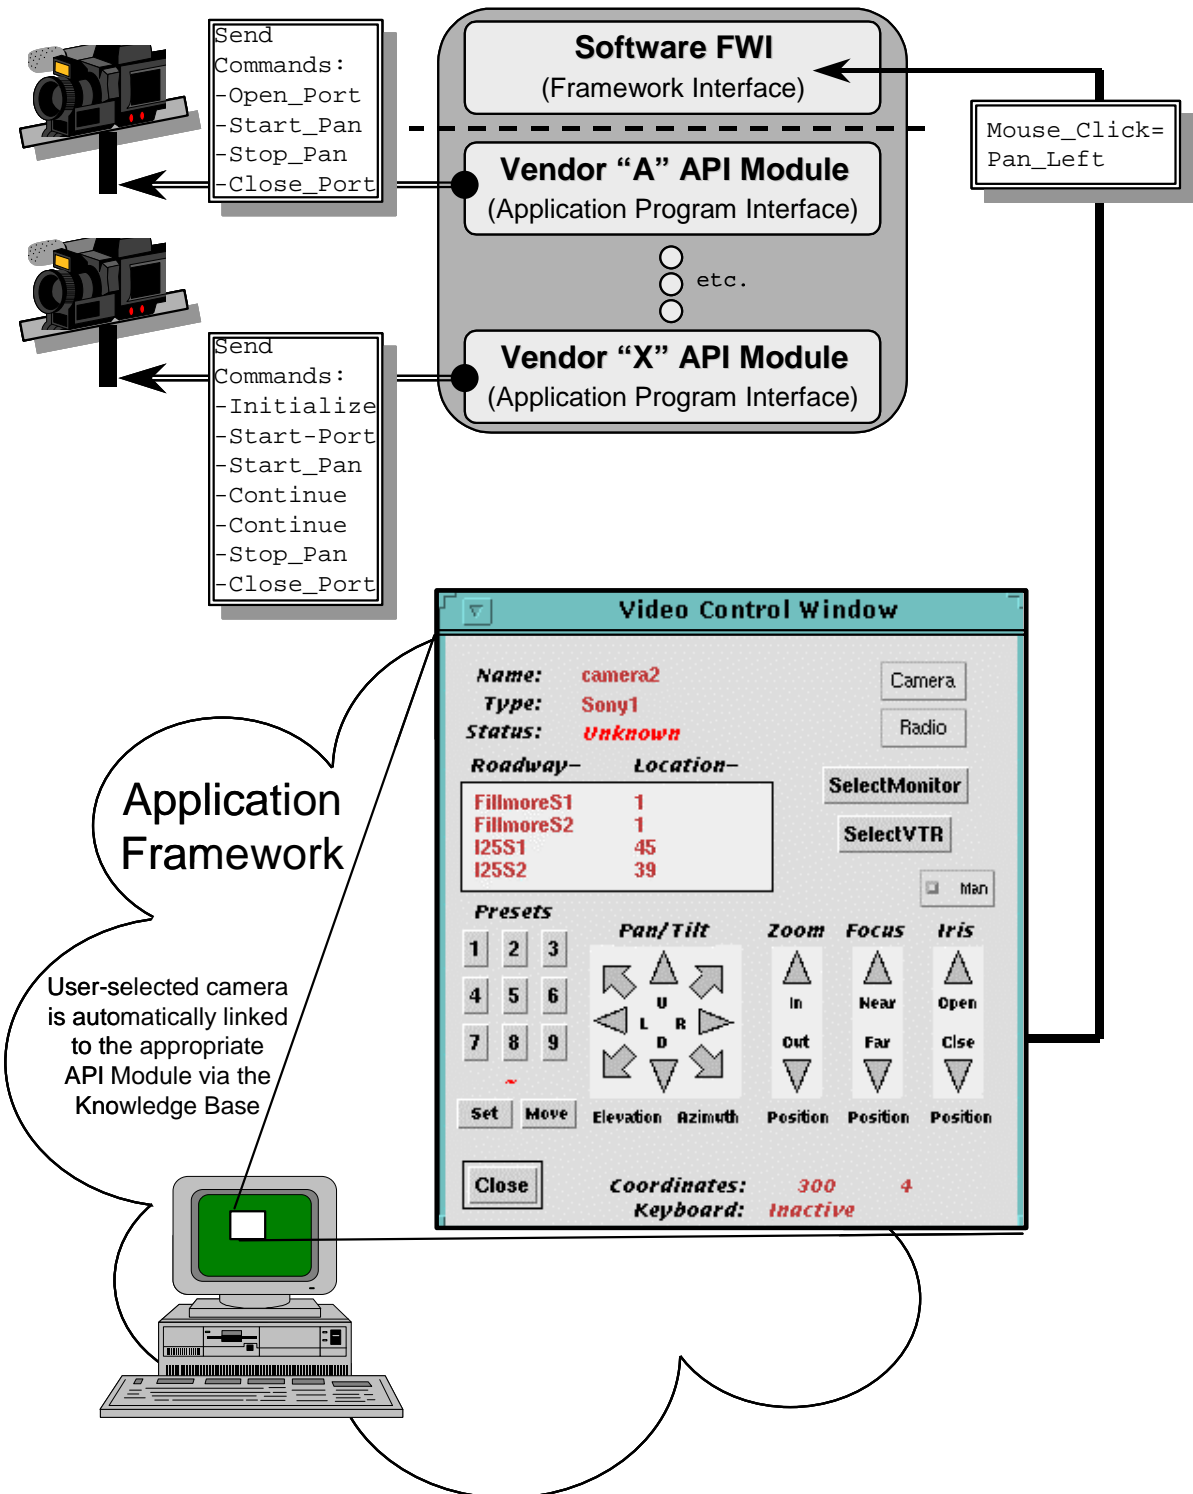 Send
Commands:
-Open_Port
-Start_Pan
-Stop_Pan
-Close_Port
Software FWI
(Framework Interface)
Mouse_Click=
Pan_Left
Vendor “A” API Module
(Application Program Interface)
etc.
Vendor “X” API Module
(Application Program Interface)
Send
Commands:
-Initialize
-Start-Port
-Start_Pan
-Continue
-Continue
-Stop_Pan
-Close_Port
Video Control Window
Name: camera2
Camera
Type: Sony1
Radio
Status: Unknown
Roadway– Location–
SelectMonitor
FillmoreS1 1
FillmoreS2 1
I25S1 45
I25S2 39
SelectVTR
Man
Presets
1 2 3
4 5 6
7 8 9
~
Set Move
Pan/Tilt
U
L R
D
Elevation Azimuth
Zoom
In
Out
Position
Focus
Near
Far
Position
Iris
Open
Clse
Position
Close
Coordinates: 300 4
Keyboard: Inactive
Application
Framework
User-selected camera
is automatically linked
to the appropriate
API Module via the
Knowledge Base